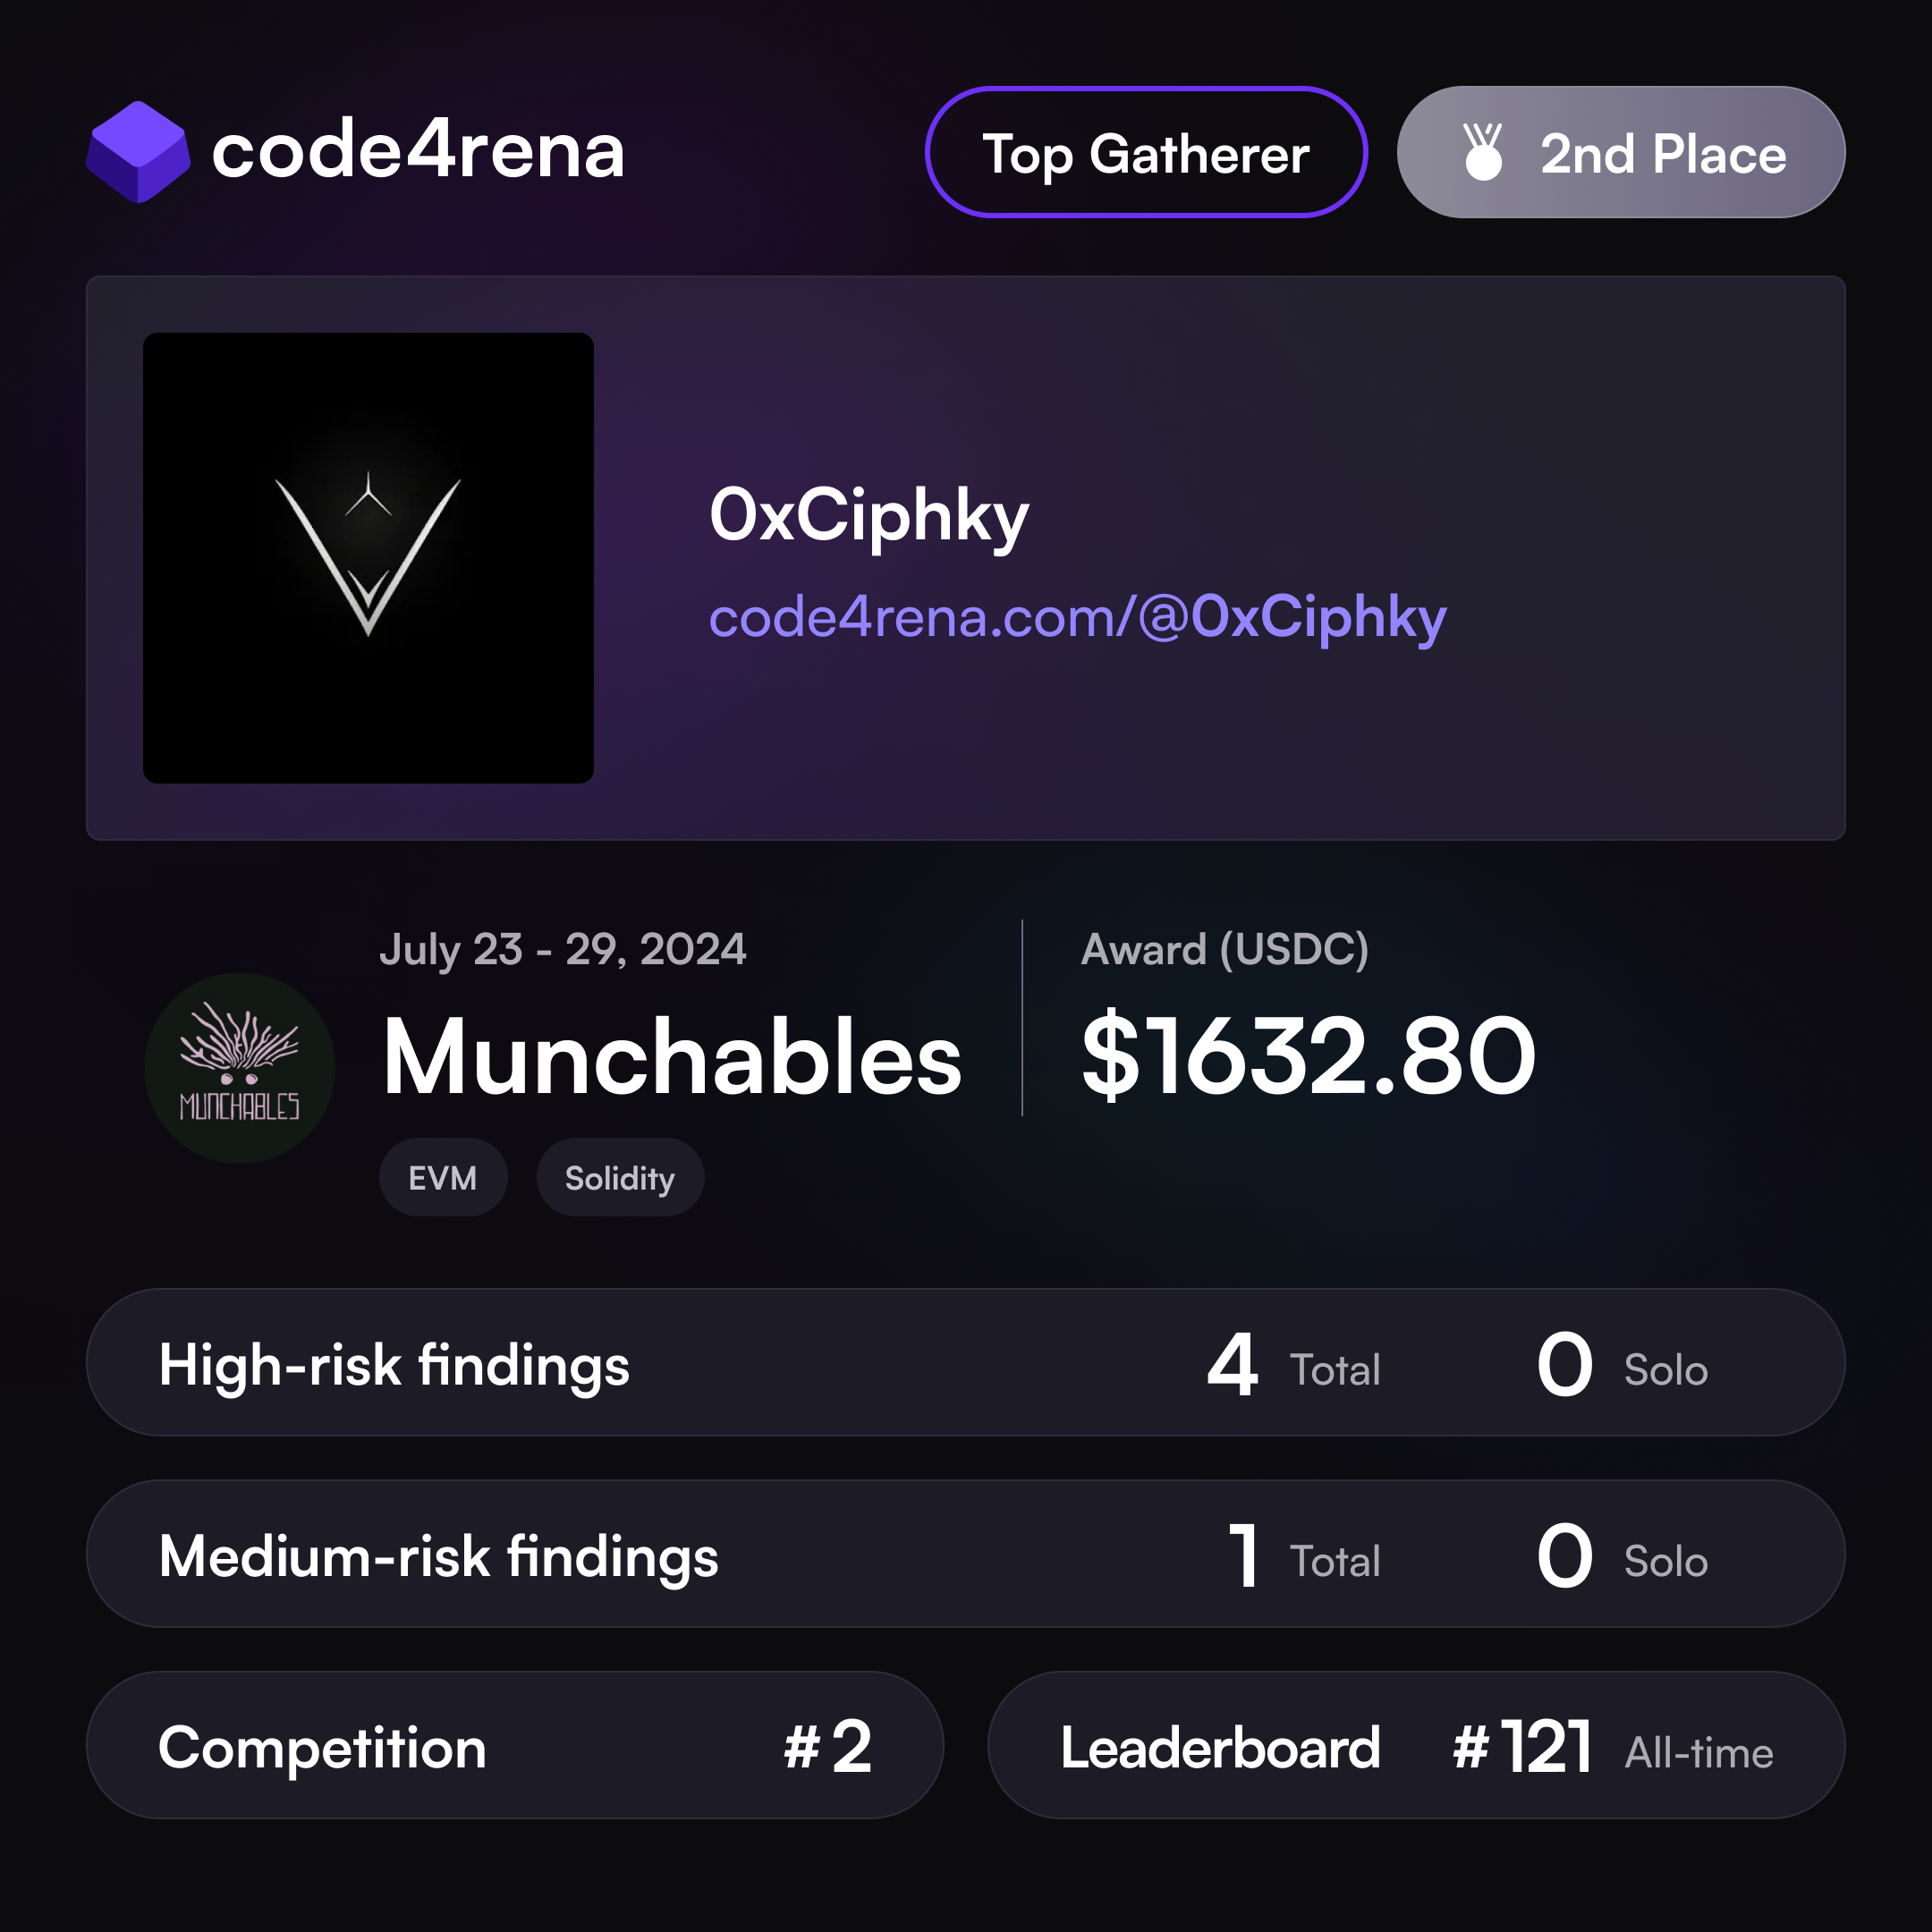 code4rena
Top Gatherer
2nd Place
0xCiphky
code4rena.com/@0xCiphky
July 23 - 29, 2024
Munchables
MUNCHABLES
EVM
Solidity
Award (USDC)
$1632.80
High-risk findings 4 Total 0 Solo
Medium-risk findings 1 Total 0 Solo
Competition #2
Leaderboard #121 All-time